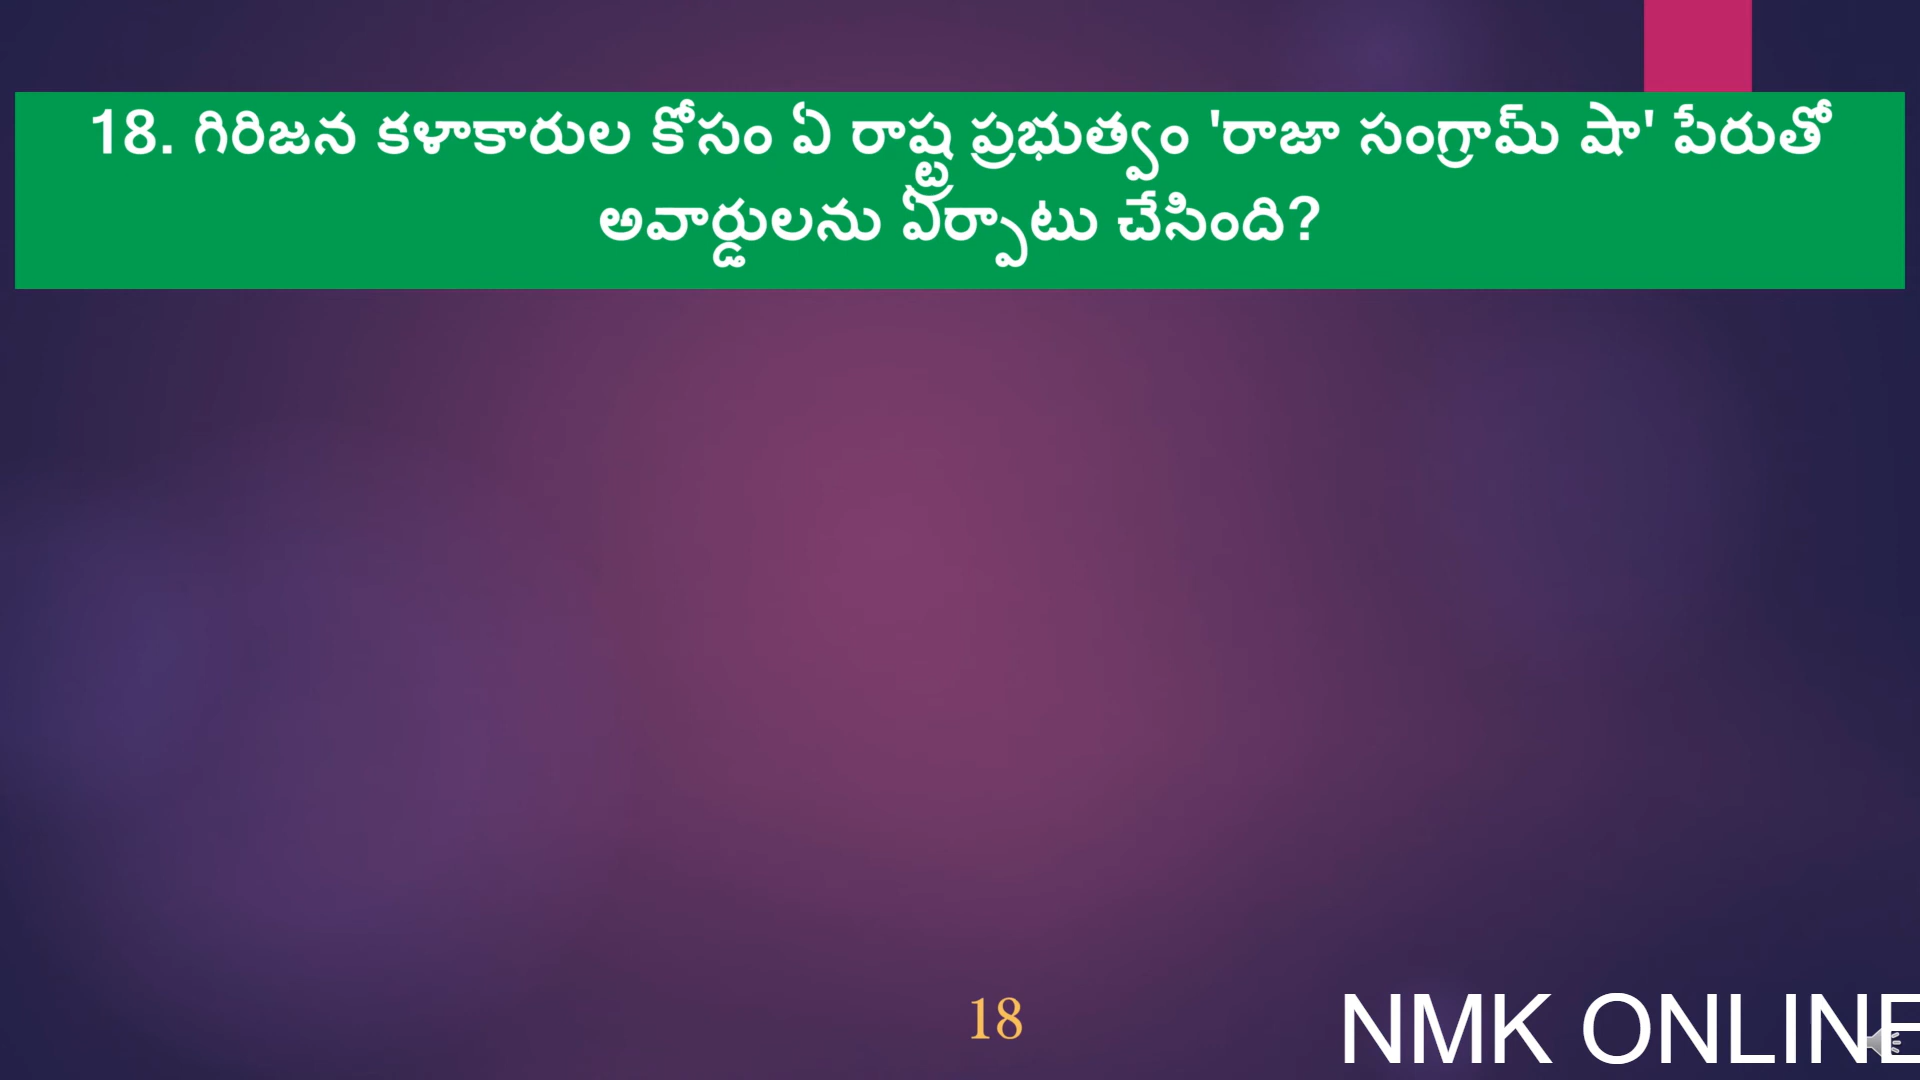 18. గిరిజన కళాకారుల కోసం ఏ రాష్ట్ర ప్రభుత్వం 'రాజా సంగ్రామ్ షా' పేరుతో
అవార్డులను ఏర్పాటు చేసింది?
18
NMK ONLINE